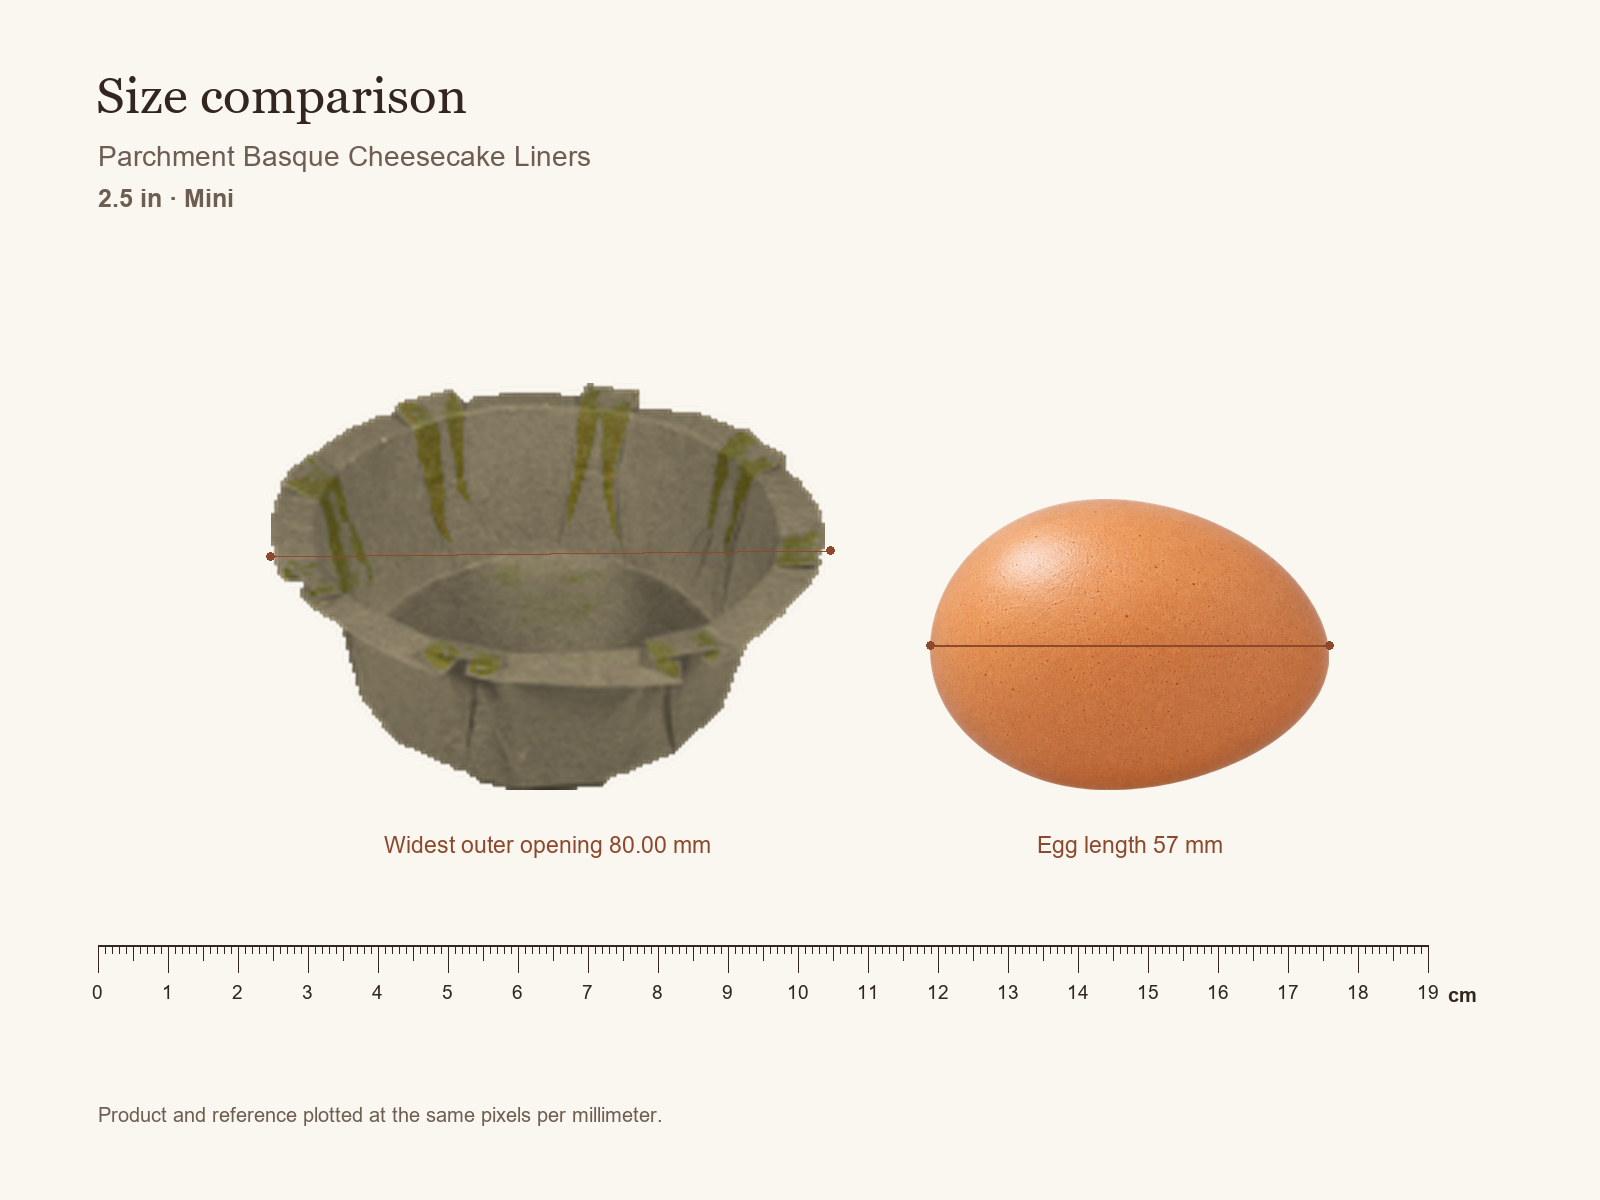 Size comparison
Parchment Basque Cheesecake Liners
2.5 in · Mini
Widest outer opening 80.00 mm
Egg length 57 mm
0 1 2 3 4 5 6 7 8 9 10 11 12 13 14 15 16 17 18 19 cm
Product and reference plotted at the same pixels per millimeter.